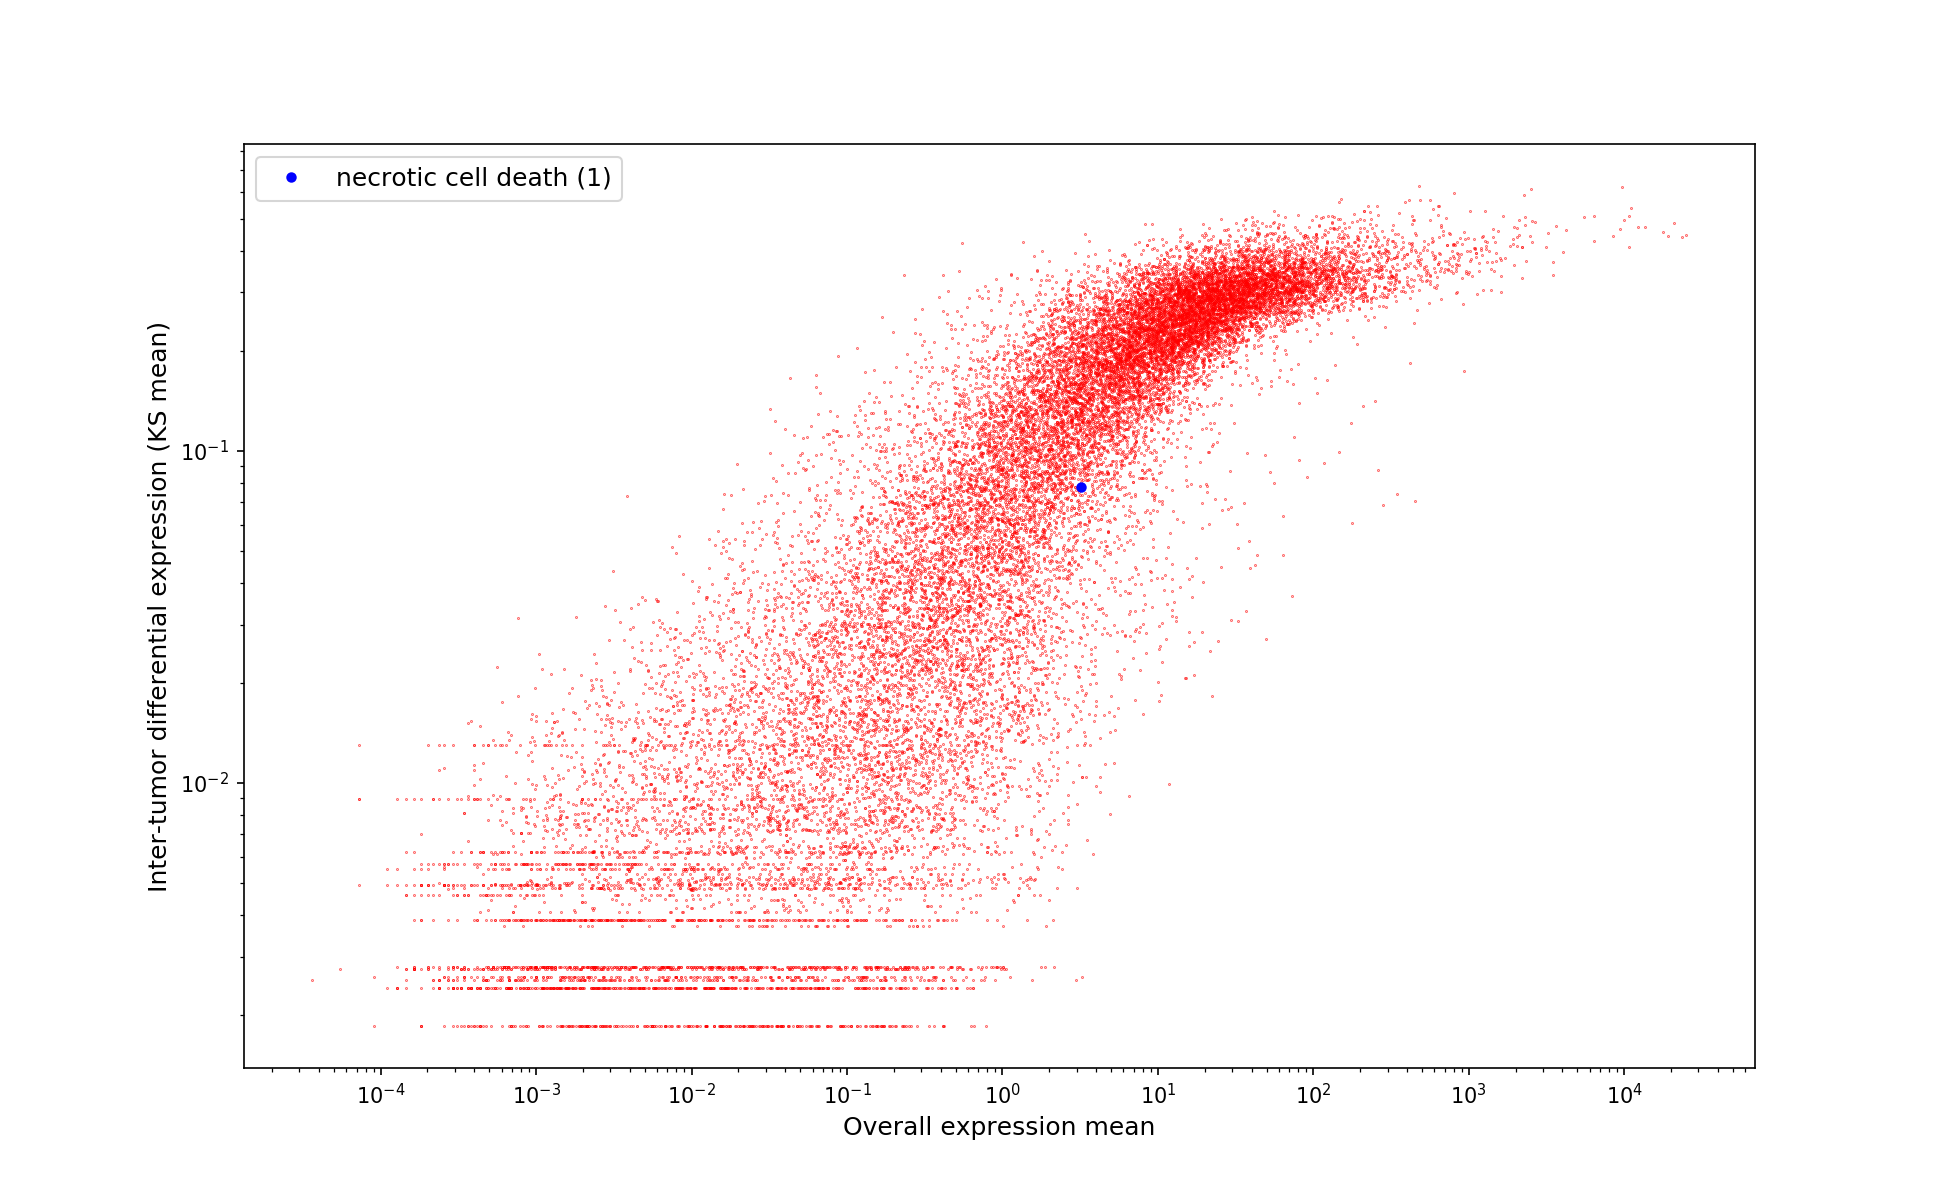 necrotic cell death (1)
Inter-tumor differential expression (KS mean)
10⁻¹
10⁻²
10⁻⁴ 10⁻³ 10⁻² 10⁻¹ 10⁰ 10¹ 10² 10³ 10⁴
Overall expression mean